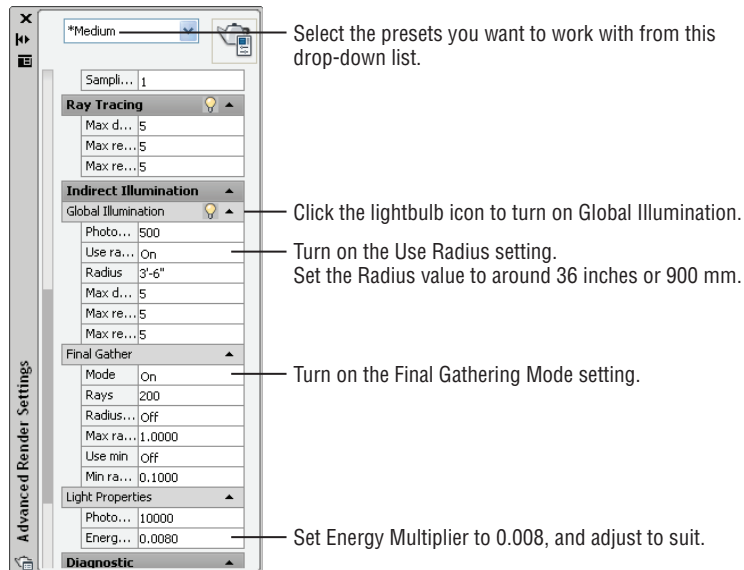 *Medium
Select the presets you want to work with from this
drop-down list.
Sampli... 1
Ray Tracing
Max d... 5
Max re... 5
Max re... 5
Indirect Illumination
Global Illumination
Click the lightbulb icon to turn on Global Illumination.
Photo... 500
Use ra... On
Turn on the Use Radius setting.
Radius 3'-6"
Set the Radius value to around 36 inches or 900 mm.
Max d... 5
Max re... 5
Max re... 5
Final Gather
Mode On
Turn on the Final Gathering Mode setting.
Rays 200
Radius... Off
Max ra... 1.0000
Use min Off
Min ra... 0.1000
Light Properties
Photo... 10000
Energ... 0.0080
Set Energy Multiplier to 0.008, and adjust to suit.
Diagnostic
Advanced Render Settings